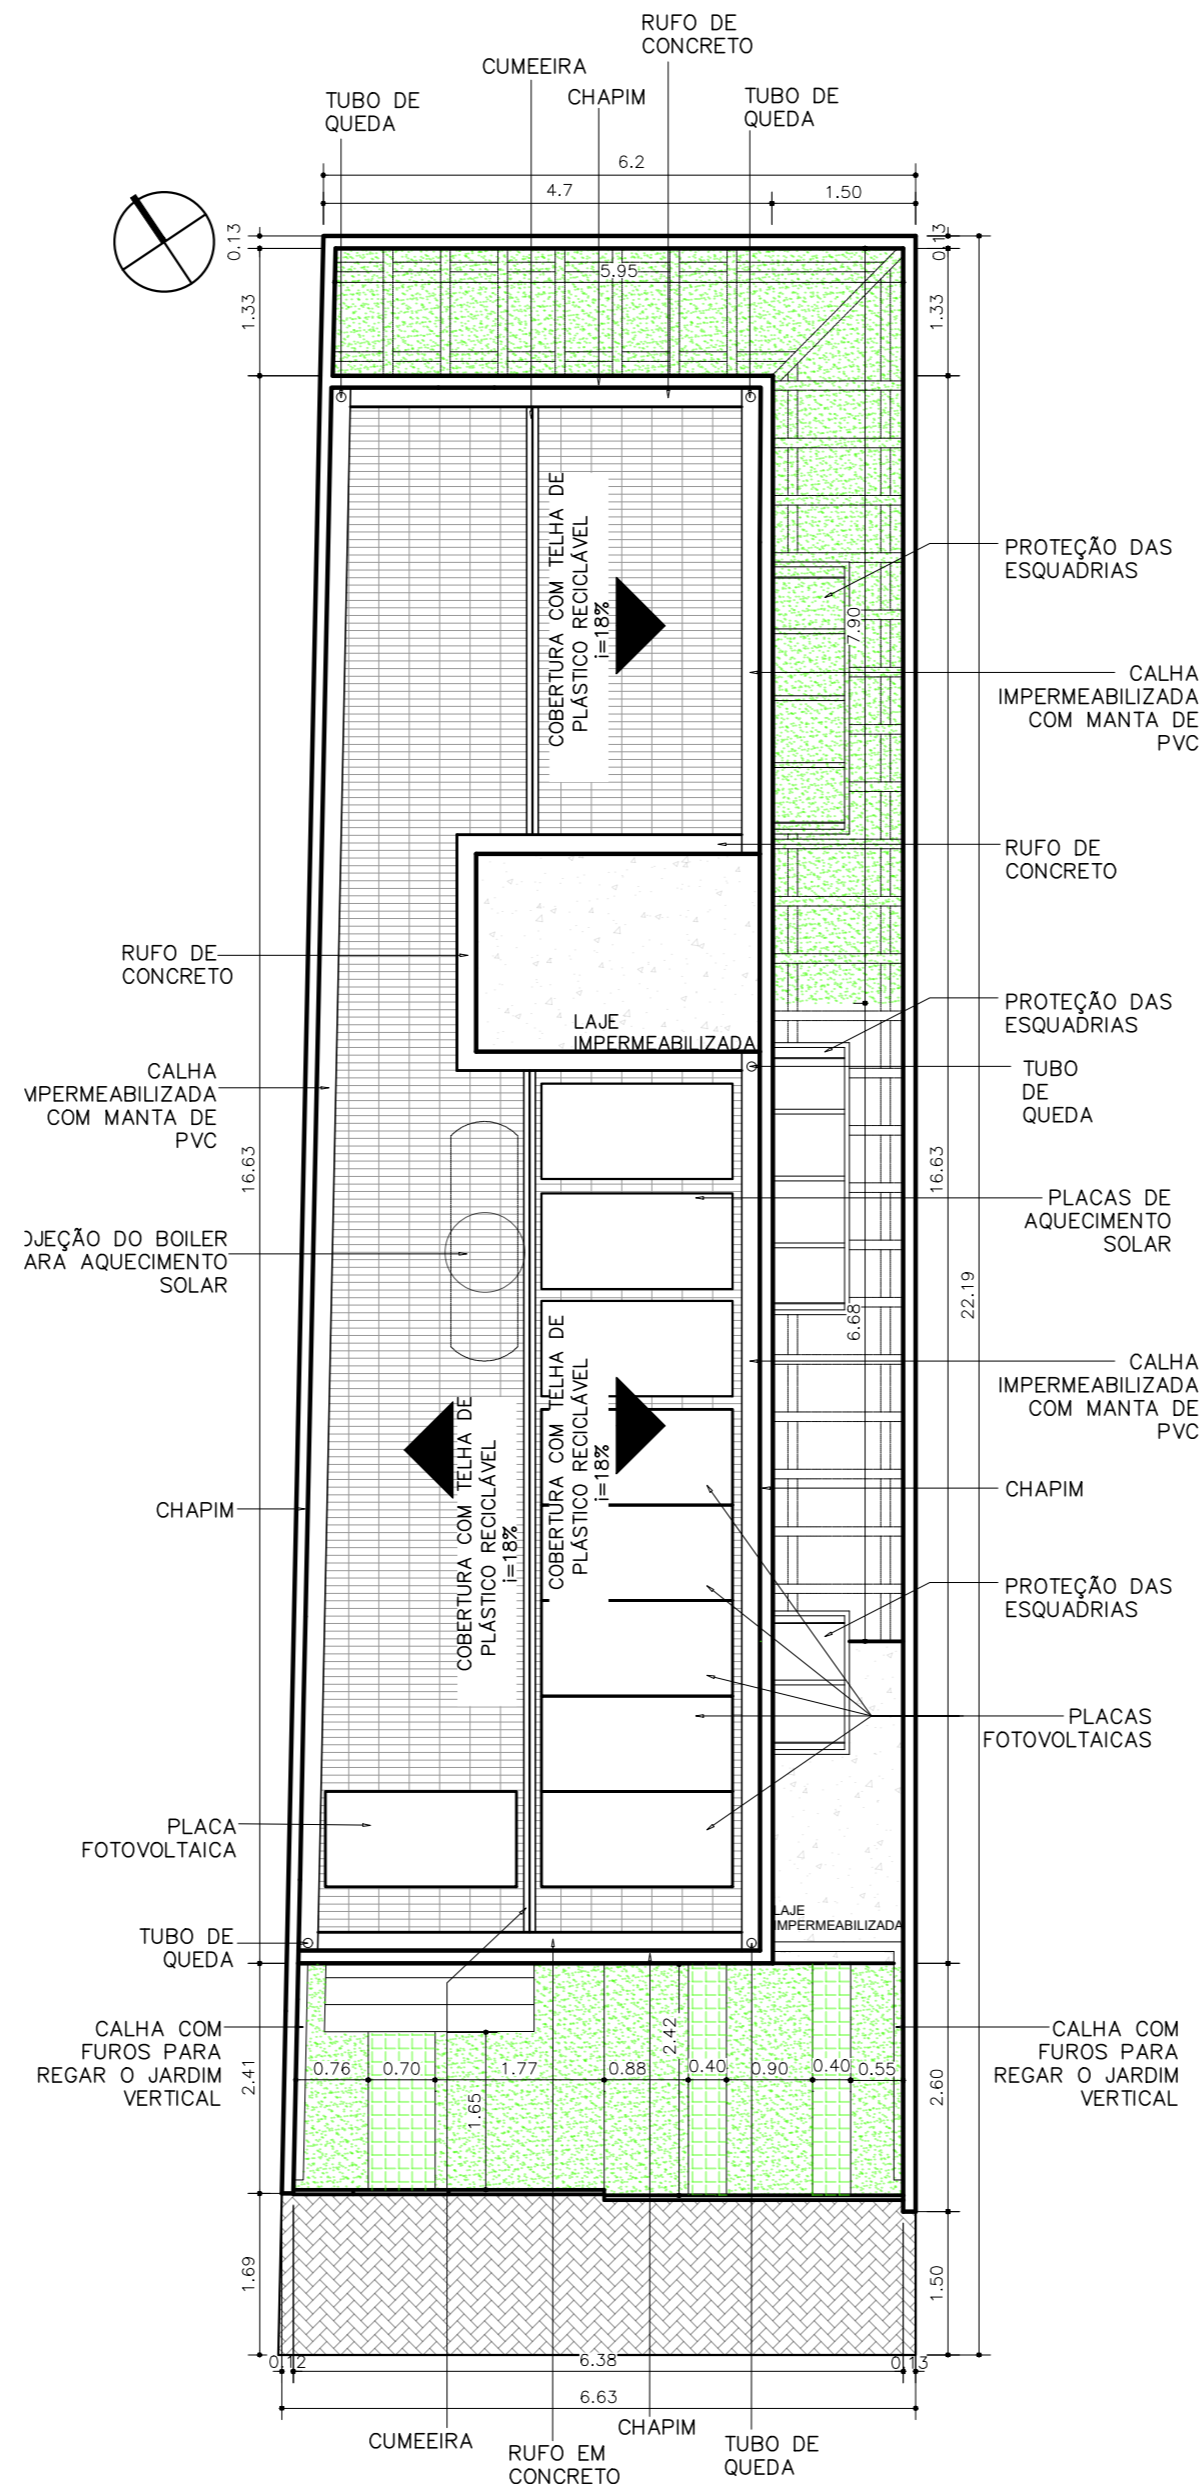 RUFO DE
CONCRETO
CUMEEIRA
CHAPIM
TUBO DE
QUEDA
TUBO DE
QUEDA
6.2
4.7
1.50
0.13
0.13
1.33
5.95
1.33
COBERTURA COM TELHA DE
PLÁSTICO RECICLÁVEL
i=18%
PROTEÇÃO DAS
ESQUADRIAS
7.90
CALHA
IMPERMEABILIZADA
COM MANTA DE
PVC
RUFO DE
CONCRETO
RUFO DE
CONCRETO
PROTEÇÃO DAS
ESQUADRIAS
LAJE
IMPERMEABILIZADA
TUBO
DE
QUEDA
CALHA
MPERMEABILIZADA
COM MANTA DE
PVC
16.63
16.63
PLACAS DE
AQUECIMENTO
SOLAR
OJEÇÃO DO BOILER
ARA AQUECIMENTO
SOLAR
22.19
6.68
CALHA
IMPERMEABILIZADA
COM MANTA DE
PVC
COBERTURA COM TELHA DE
PLÁSTICO RECICLÁVEL
i=18%
COBERTURA COM TELHA DE
PLÁSTICO RECICLÁVEL
i=18%
CHAPIM
CHAPIM
PROTEÇÃO DAS
ESQUADRIAS
PLACAS
FOTOVOLTAICAS
PLACA
FOTOVOLTAICA
LAJE
IMPERMEABILIZADA
TUBO DE
QUEDA
CALHA COM
FUROS PARA
REGAR O JARDIM
VERTICAL
CALHA COM
FUROS PARA
REGAR O JARDIM
VERTICAL
2.41
2.42
0.76
0.70
1.77
0.88
0.40
0.90
0.40
0.55
1.65
2.60
1.69
1.50
0.12
6.38
0.13
6.63
CUMEEIRA
RUFO EM
CONCRETO
CHAPIM
TUBO DE
QUEDA